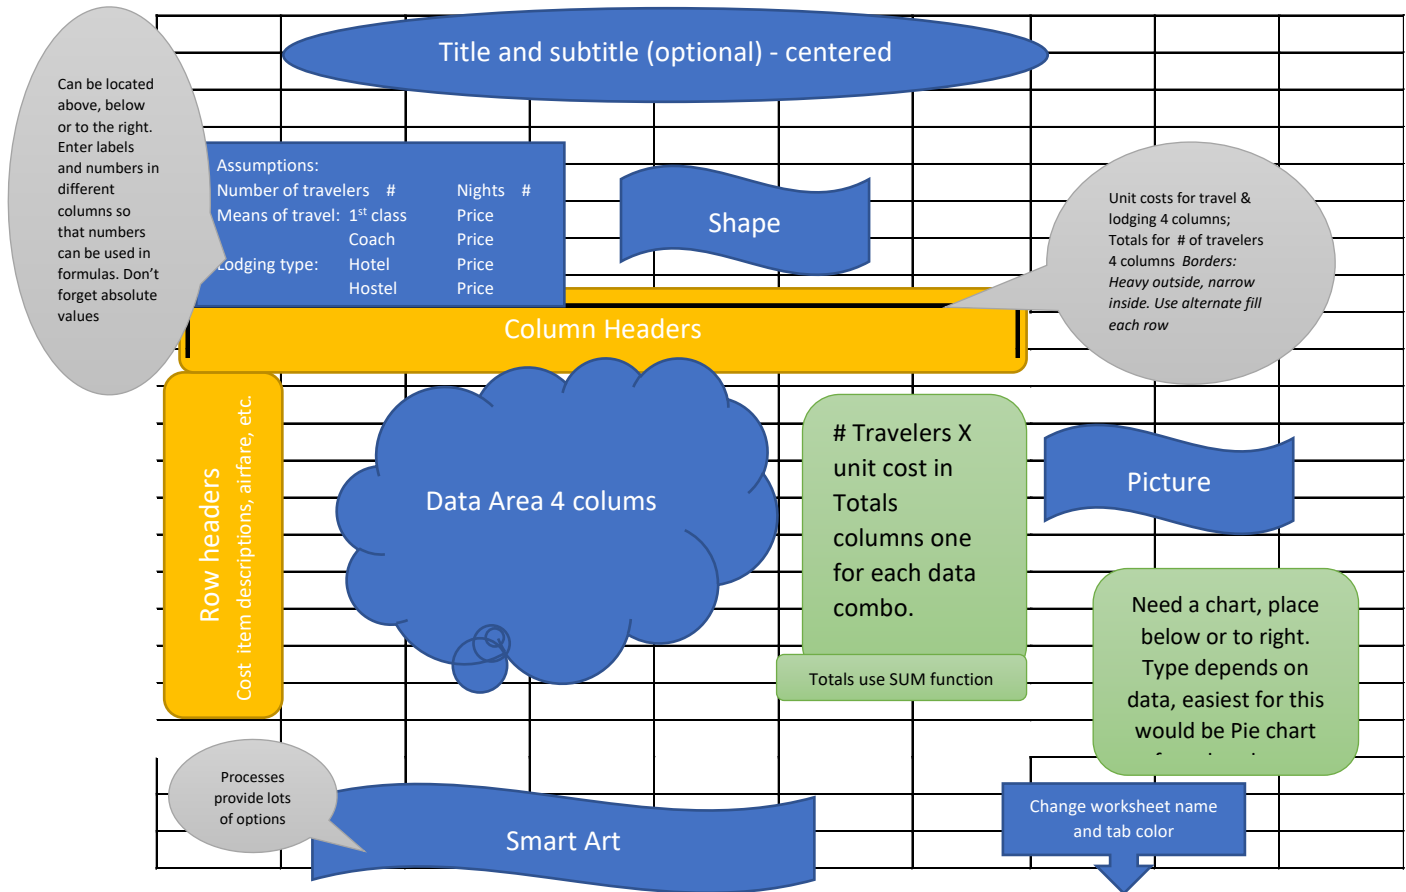 Title and subtitle (optional) - centered
Can be located
above, below
or to the right.
Enter labels
and numbers in
different
columns so
that numbers
can be used in
formulas. Don't
forget absolute
values
Assumptions:
Number of travelers # Nights #
Means of travel: 1st class Price
Coach Price
Lodging type: Hotel Price
Hostel Price
Shape
Unit costs for travel &
lodging 4 columns;
Totals for # of travelers
4 columns Borders:
Heavy outside, narrow
inside. Use alternate fill
each row
Column Headers
Row headers
Cost item descriptions, airfare, etc.
Data Area 4 colums
# Travelers X
unit cost in
Totals
columns one
for each data
combo.
Totals use SUM function
Picture
Need a chart, place
below or to right.
Type depends on
data, easiest for this
would be Pie chart
Processes
provide lots
of options
Smart Art
Change worksheet name
and tab color